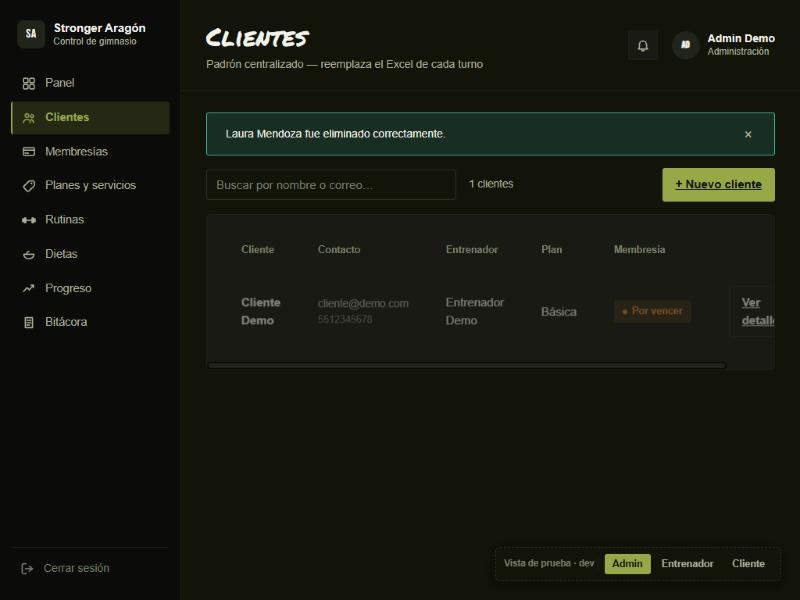 SA
Stronger Aragón
Control de gimnasio
Panel
Clientes
Membresías
Planes y servicios
Rutinas
Dietas
Progreso
Bitácora
Cerrar sesión
CLIENTES
Padrón centralizado — reemplaza el Excel de cada turno
AD
Admin Demo
Administración
Laura Mendoza fue eliminado correctamente.
×
Buscar por nombre o correo...
1 clientes
+ Nuevo cliente
Cliente Contacto Entrenador Plan Membresía
Cliente Demo
cliente@demo.com
5512345678
Entrenador Demo
Básica
Por vencer
Ver
detalle
Vista de prueba · dev Admin Entrenador Cliente